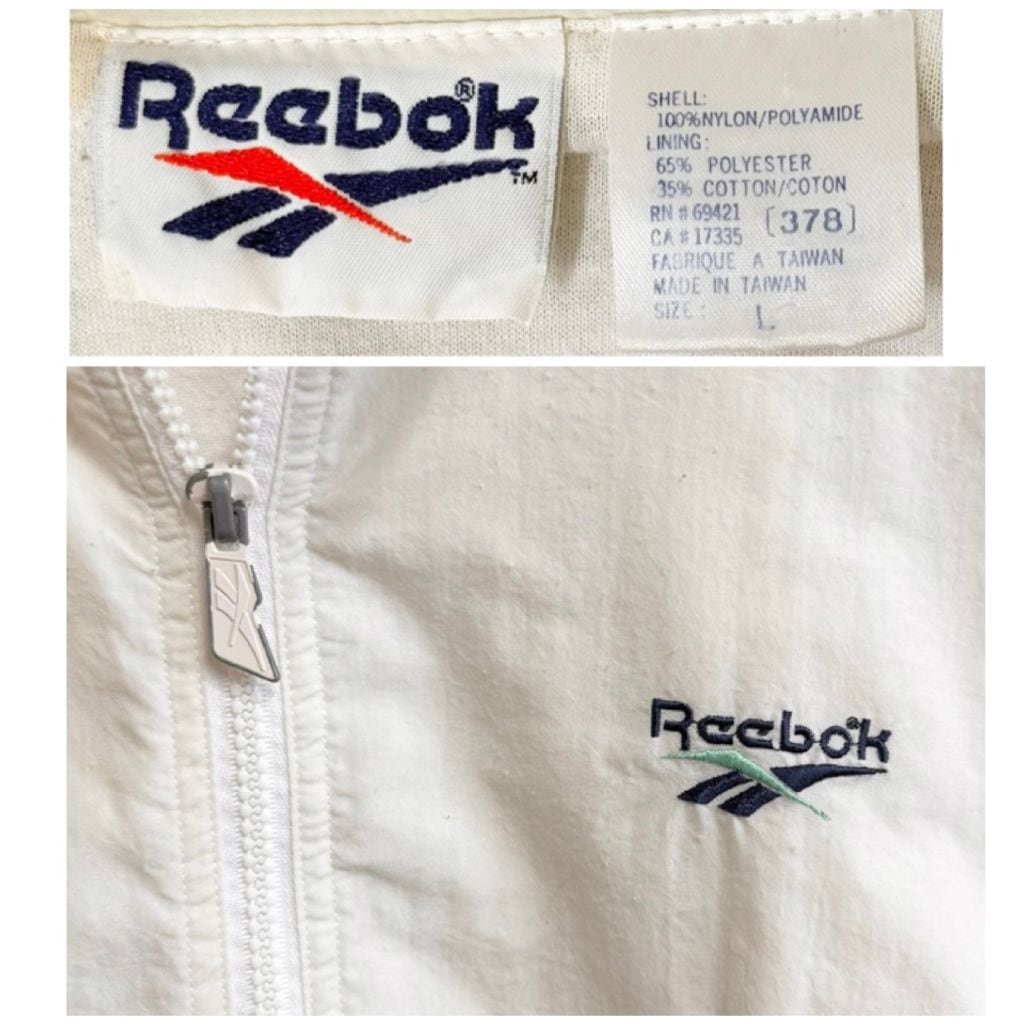 Reebok®
TM
SHELL:
100%NYLON/POLYAMIDE
LINING:
65% POLYESTER
35% COTTON/COTON
RN # 69421
CA # 17335 [378]
FABRIQUE A TAIWAN
MADE IN TAIWAN
SIZE: L
Reebok®